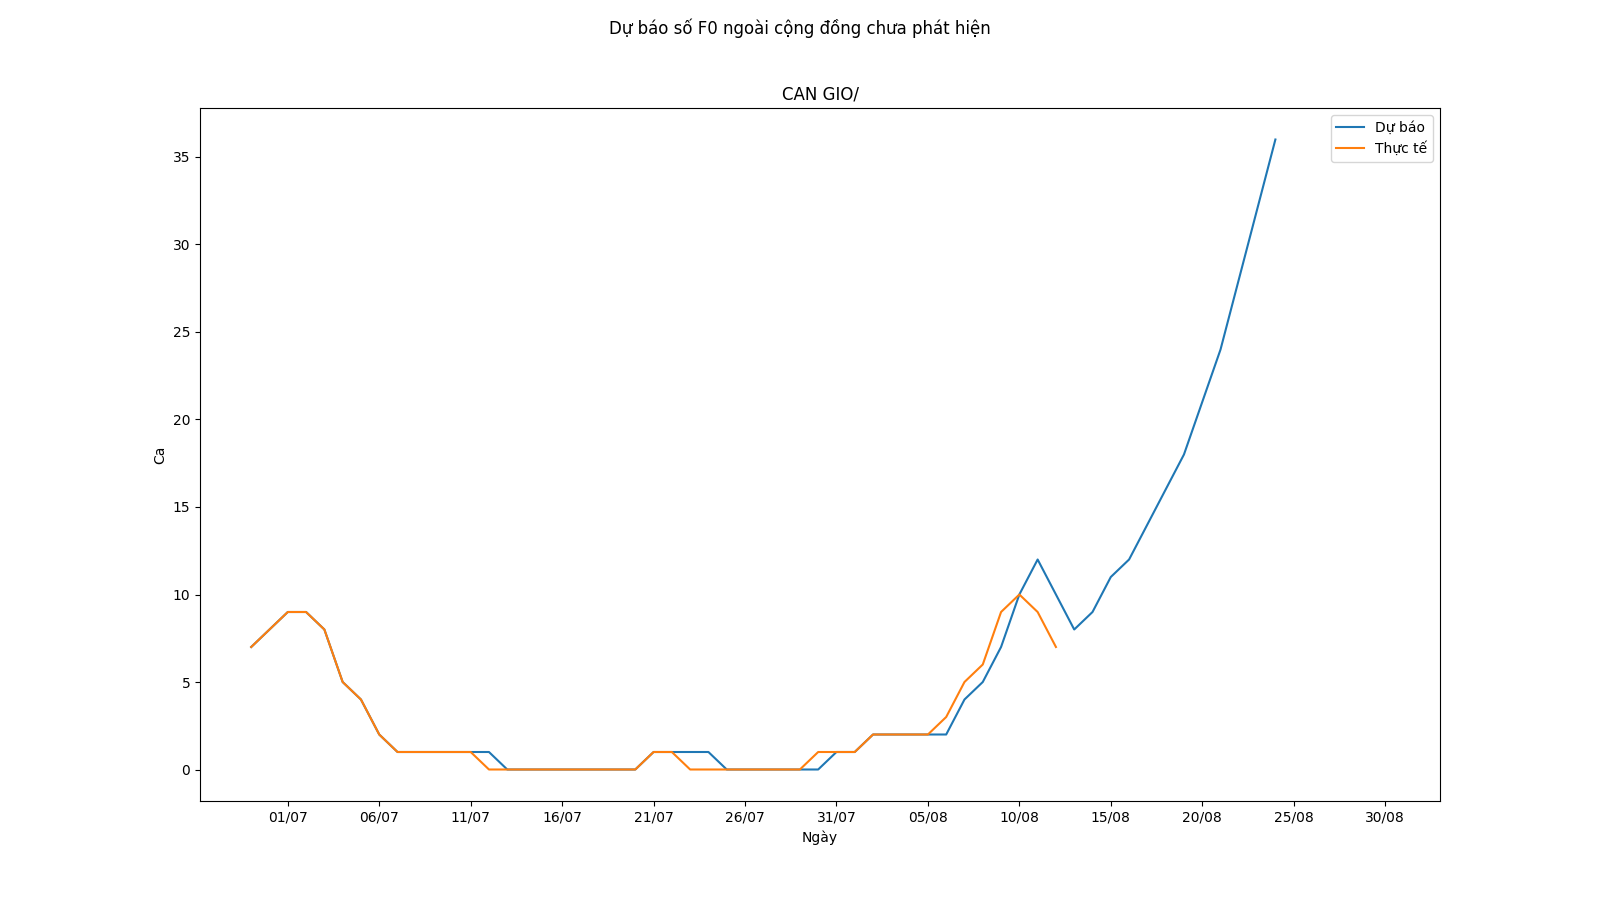 Dự báo số F0 ngoài cộng đồng chưa phát hiện
CAN GIO/
Dự báo
Thực tế
35
30
25
20
15
10
5
0
Ca
01/07 06/07 11/07 16/07 21/07 26/07 31/07 05/08 10/08 15/08 20/08 25/08 30/08
Ngày